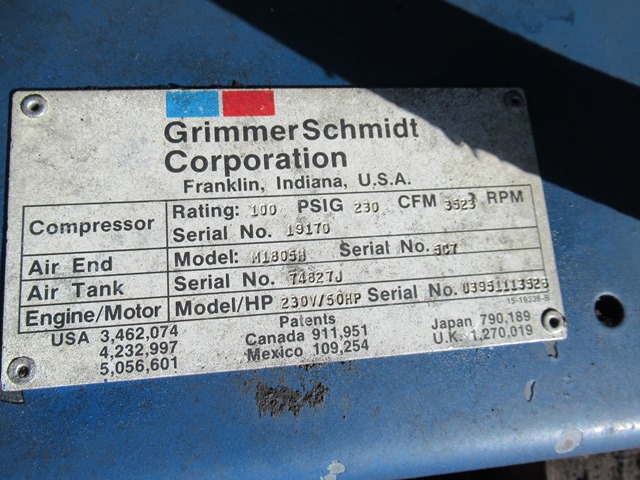 GrimmerSchmidt
Corporation
Franklin, Indiana, U.S.A.
Compressor
Rating: 100 PSIG 230 CFM 3523 RPM
Serial No. 19170
Air End
Model: M1805H Serial No. 5C7
Air Tank
Serial No. 74827J
Engine/Motor
Model/HP 230V/50HP Serial No.
15-19336-B
Patents
USA 3,462,074
4,232,997
5,056,601
Canada 911,951
Mexico 109,254
Japan 790,189
U.K. 1,270,019